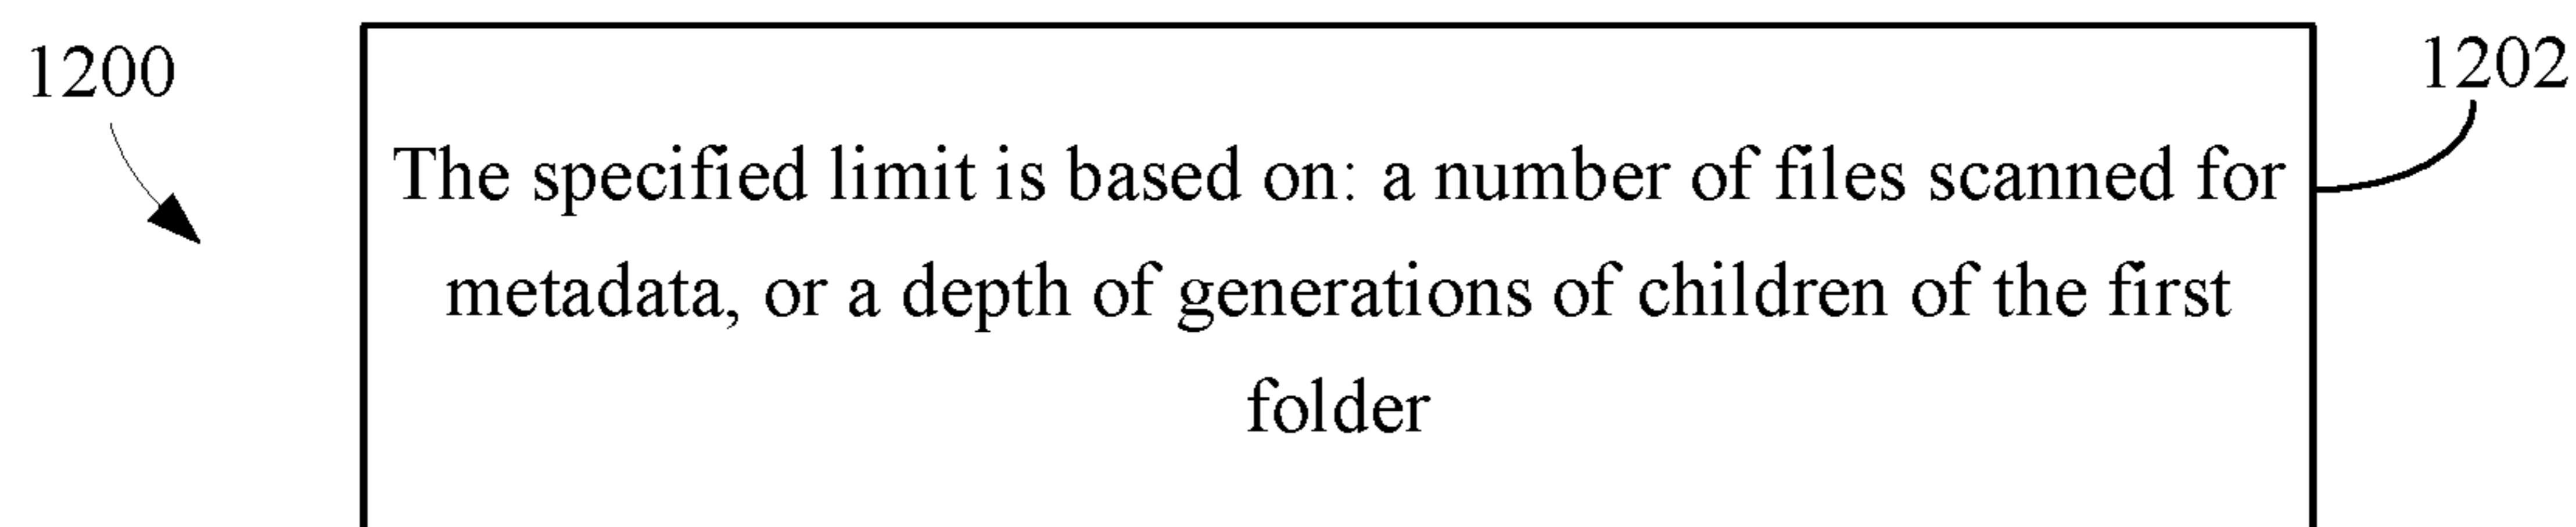 1200
1202
The specified limit is based on: a number of files scanned for
metadata, or a depth of generations of children of the first
folder